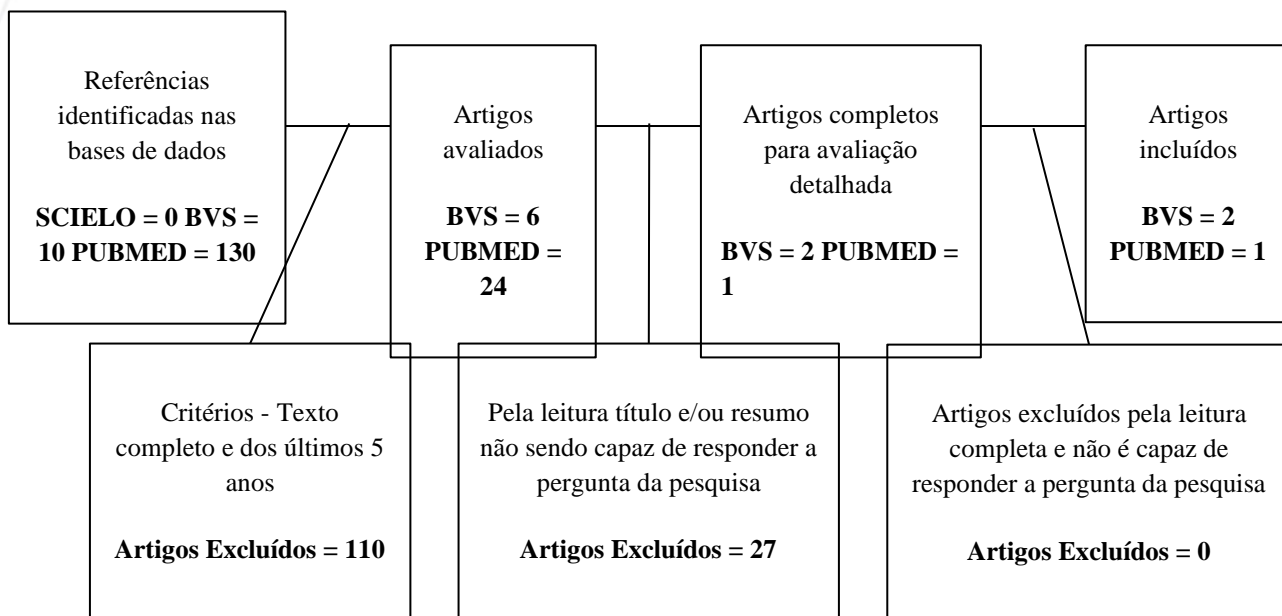 Referências
identificadas nas
bases de dados
SCIELO = 0 BVS =
10 PUBMED = 130
Artigos
avaliados
BVS = 6
PUBMED =
24
Artigos completos
para avaliação
detalhada
BVS = 2 PUBMED =
1
Artigos
incluídos
BVS = 2
PUBMED = 1
Critérios - Texto
completo e dos últimos 5
anos
Artigos Excluídos = 110
Pela leitura título e/ou resumo
não sendo capaz de responder a
pergunta da pesquisa
Artigos Excluídos = 27
Artigos excluídos pela leitura
completa e não é capaz de
responder a pergunta da pesquisa
Artigos Excluídos = 0